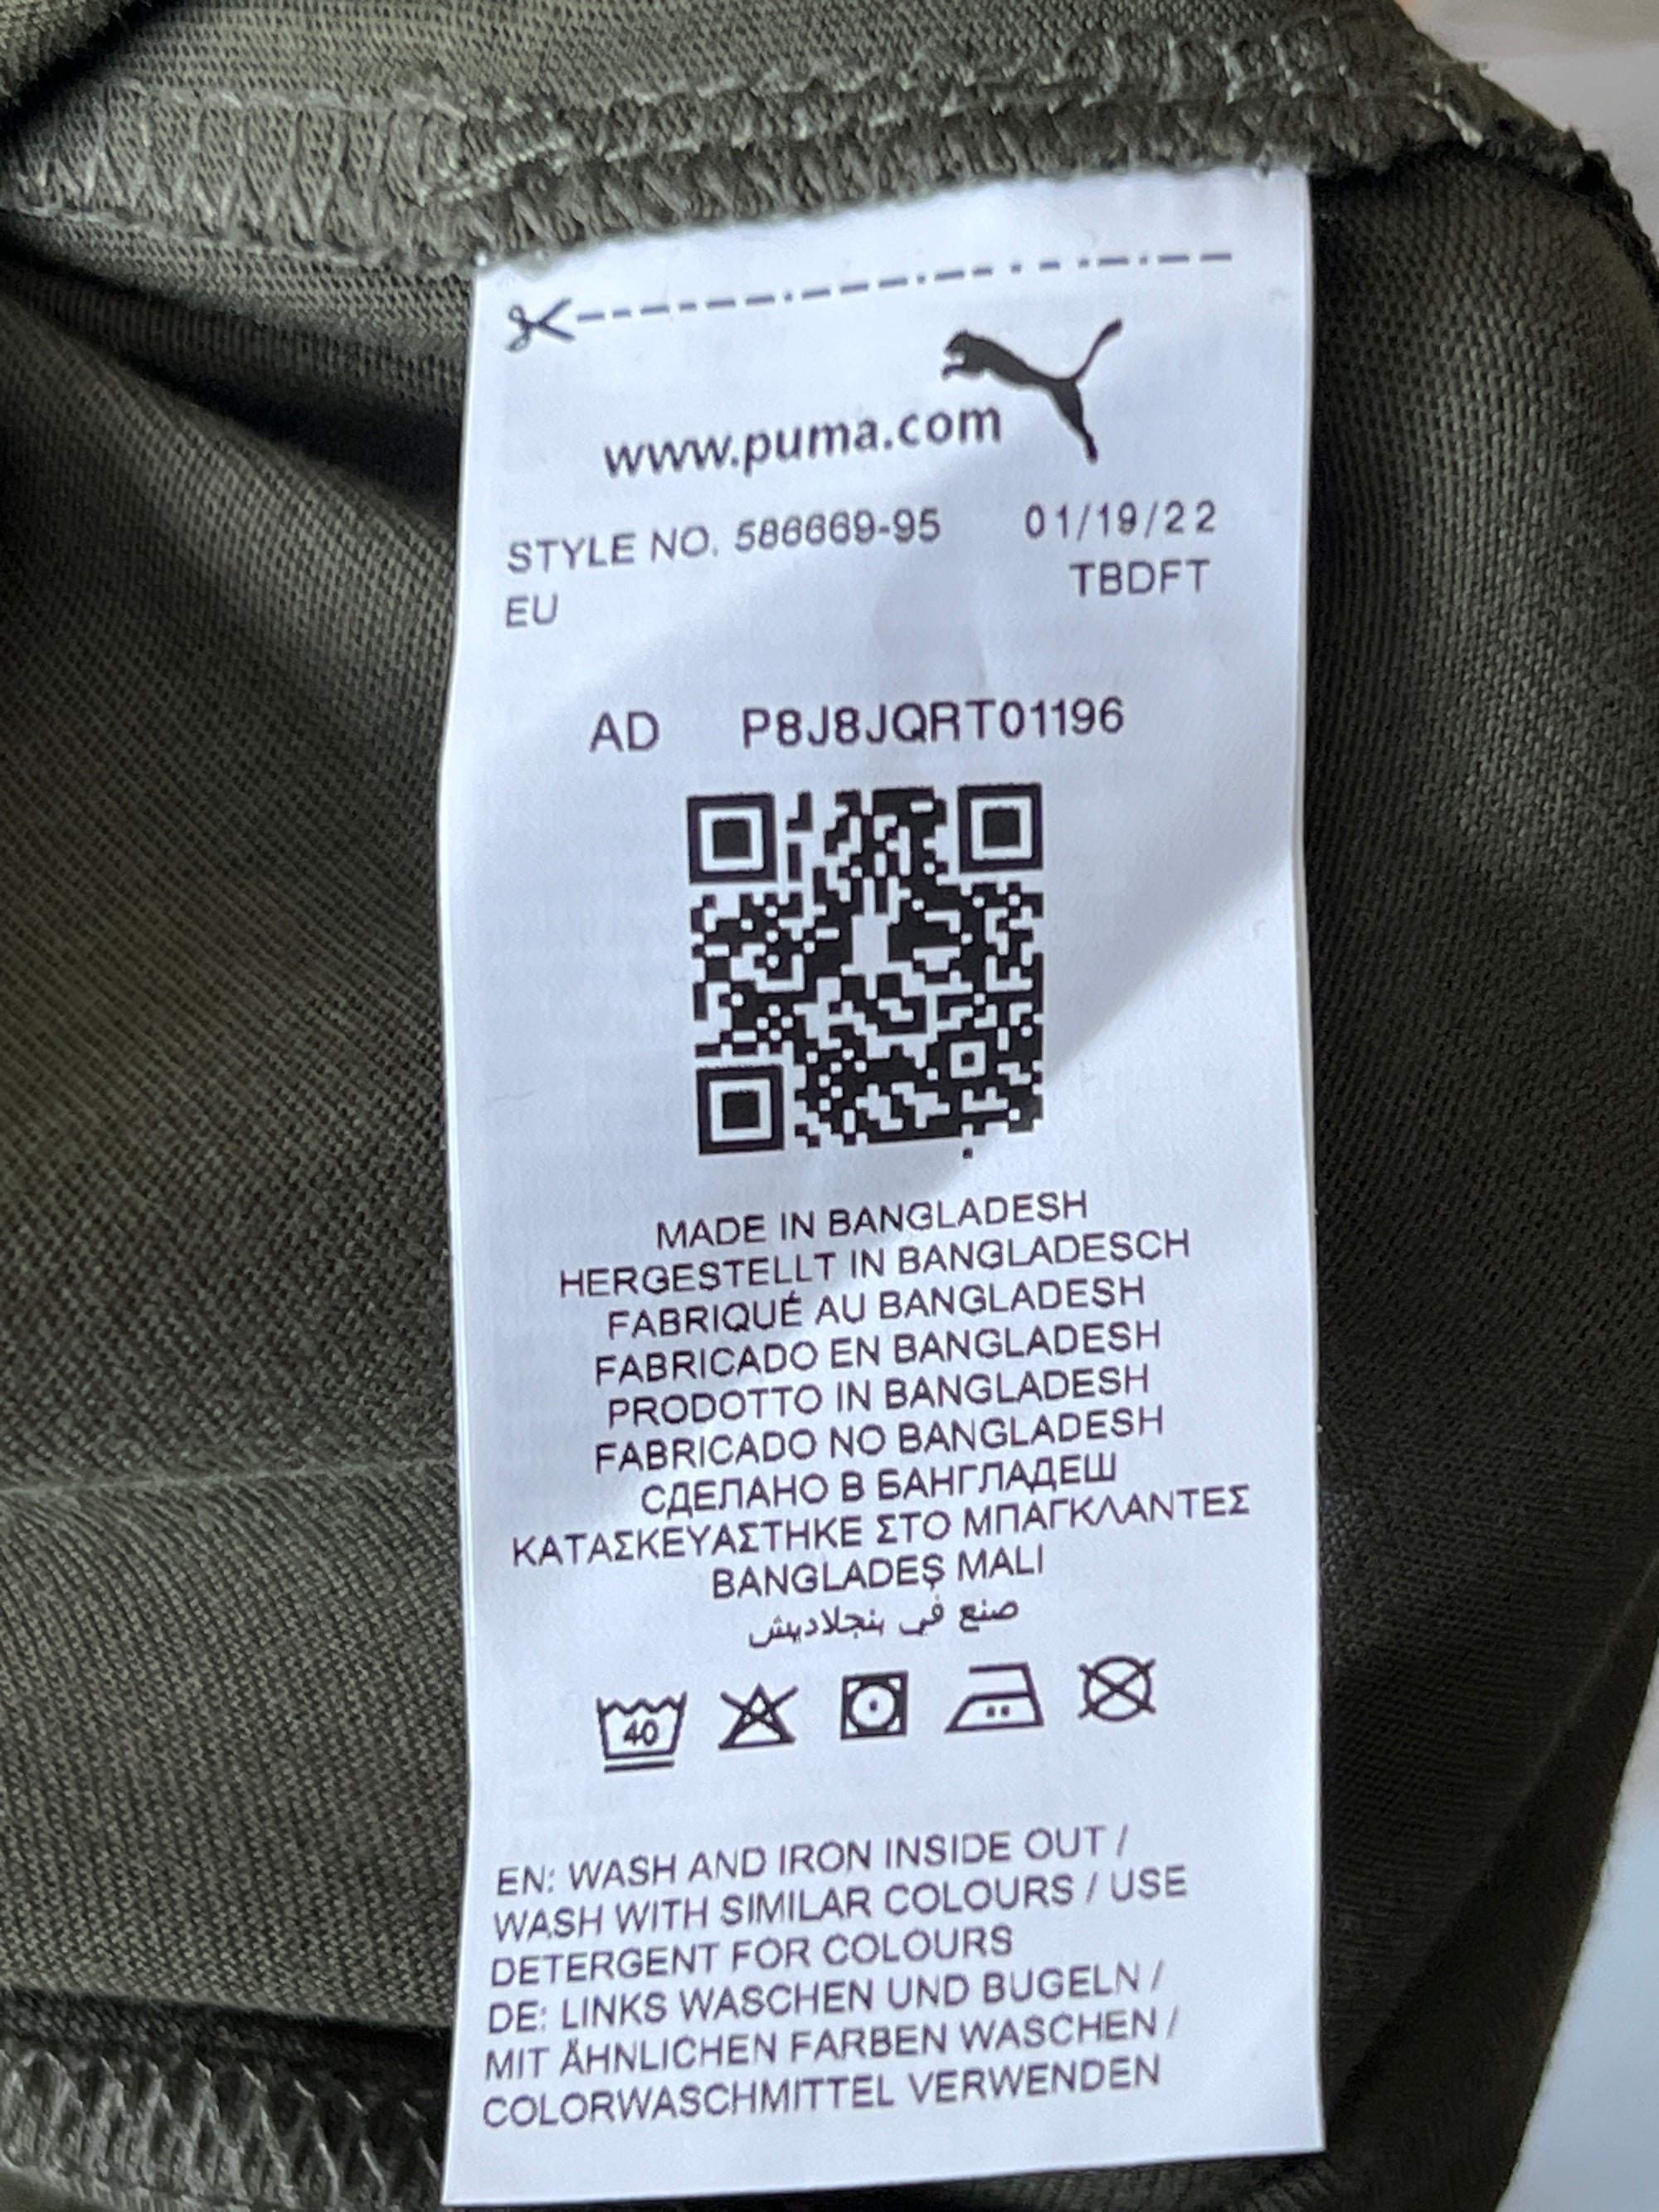 www.puma.com
STYLE NO. 586669-95 01/19/22
EU TBDFT
AD P8J8JQRT01196
MADE IN BANGLADESH
HERGESTELLT IN BANGLADESCH
FABRIQUÉ AU BANGLADESH
FABRICADO EN BANGLADESH
PRODOTTO IN BANGLADESH
FABRICADO NO BANGLADESH
СДЕЛАНО В БАНГЛАДЕШ
ΚΑΤΑΣΚΕΥΑΣΤΗΚΕ ΣΤΟ ΜΠΑΓΚΛΑΝΤΕΣ
BANGLADEŞ MALI
صنع في بنجلاديش
40
EN: WASH AND IRON INSIDE OUT /
WASH WITH SIMILAR COLOURS / USE
DETERGENT FOR COLOURS
DE: LINKS WASCHEN UND BUGELN /
MIT ÄHNLICHEN FARBEN WASCHEN /
COLORWASCHMITTEL VERWENDEN